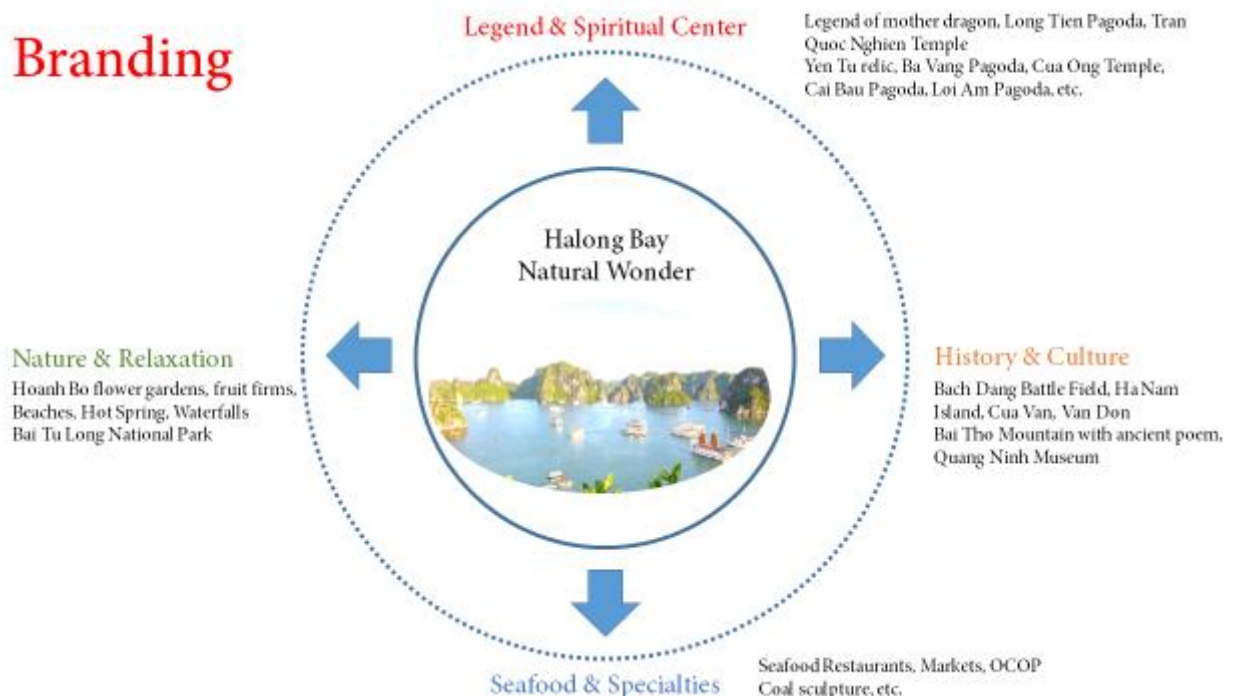 Branding
Legend & Spiritual Center
Legend of mother dragon, Long Tien Pagoda, Tran
Quoc Nghien Temple
Yen Tu relic, Ba Vang Pagoda, Cua Ong Temple,
Cai Bau Pagoda, Loi Am Pagoda, etc.
Halong Bay
Natural Wonder
Nature & Relaxation
Hoanh Bo flower gardens, fruit firms,
Beaches, Hot Spring, Waterfalls
Bai Tu Long National Park
History & Culture
Bach Dang Battle Field, Ha Nam
Island, Cua Van, Van Don
Bai Tho Mountain with ancient poem,
Quang Ninh Museum
Seafood & Specialties
Seafood Restaurants, Markets, OCOP
Coal sculpture, etc.